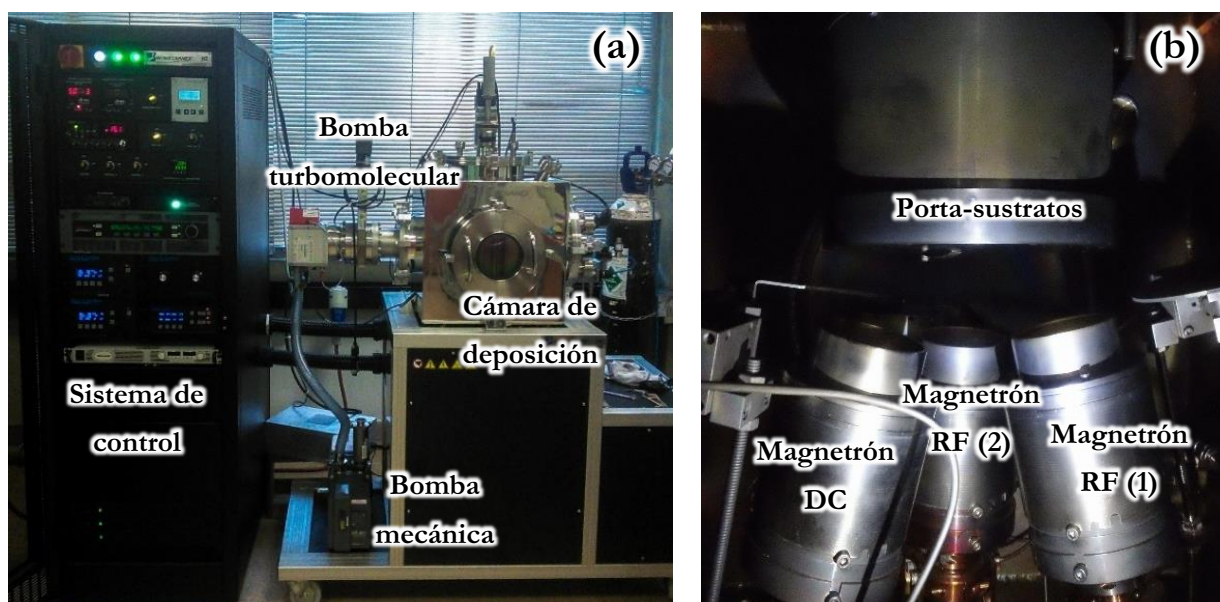 (a)
Bomba
turbomolecular
Cámara de
deposición
Sistema de
control
Bomba
mecánica
(b)
Porta-sustratos
Magnetrón
RF (2)
Magnetrón
DC
Magnetrón
RF (1)